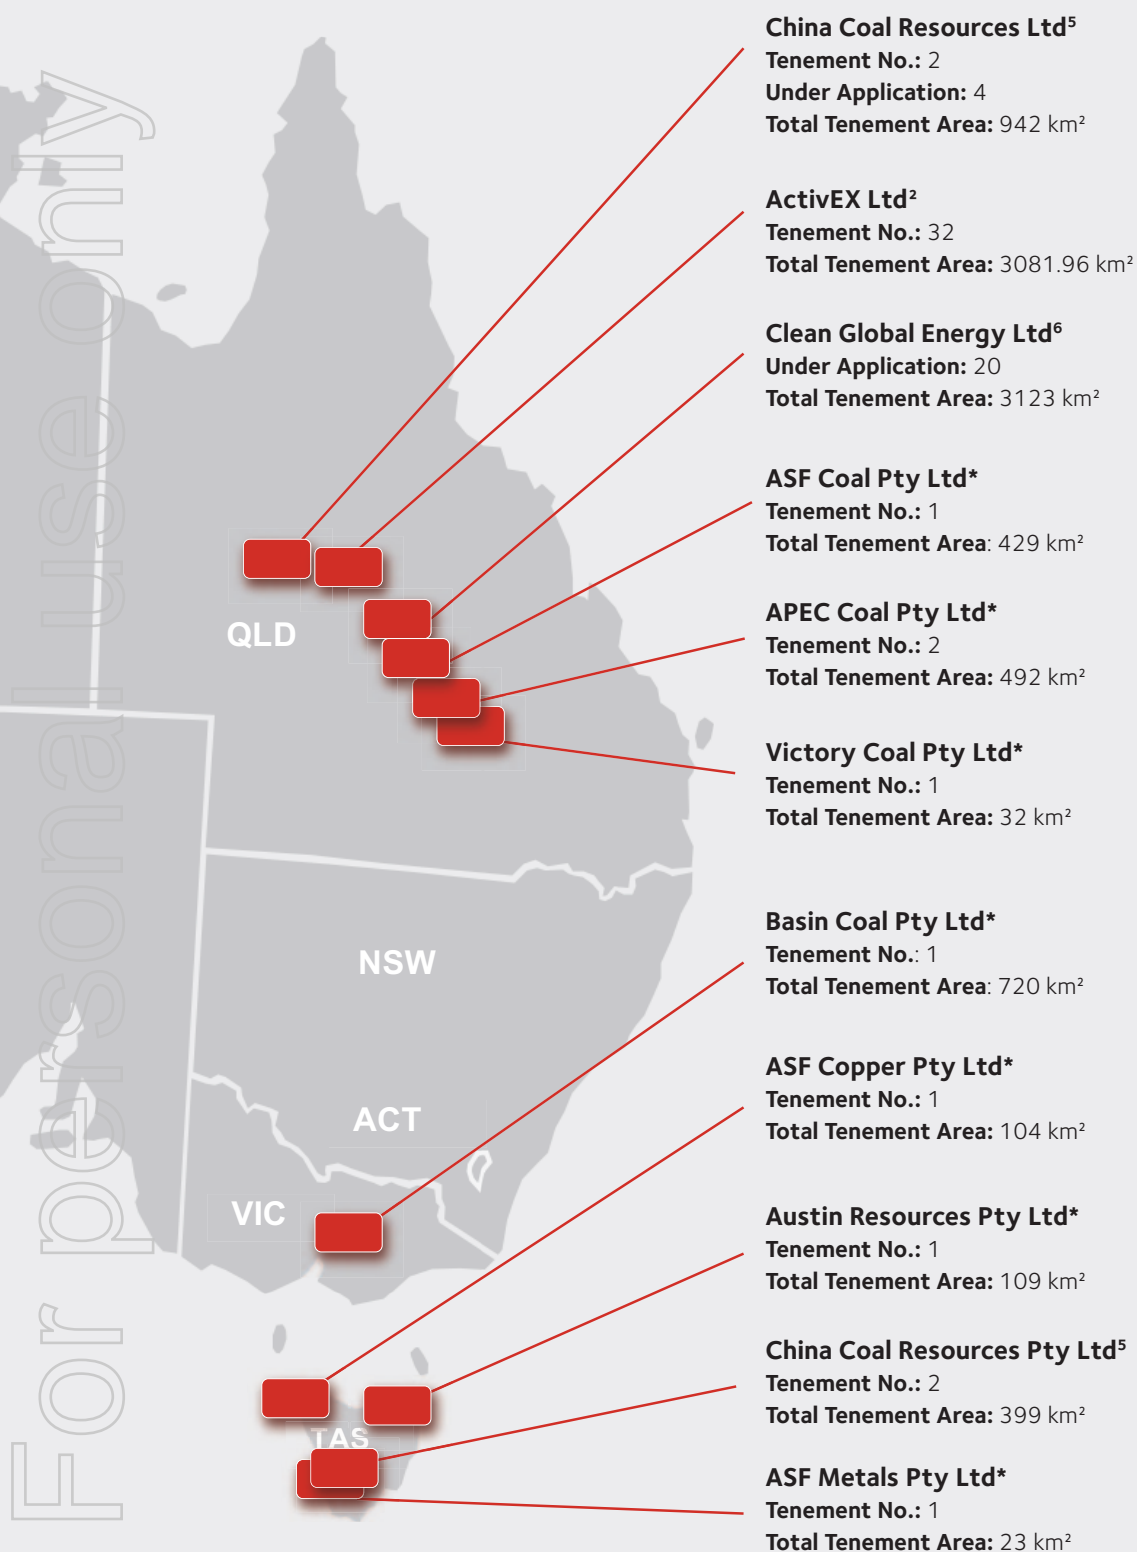 For personal use only
China Coal Resources Ltd⁵
Tenement No.: 2
Under Application: 4
Total Tenement Area: 942 km²
ActivEX Ltd²
Tenement No.: 32
Total Tenement Area: 3081.96 km²
Clean Global Energy Ltd⁶
Under Application: 20
Total Tenement Area: 3123 km²
ASF Coal Pty Ltd*
Tenement No.: 1
Total Tenement Area: 429 km²
APEC Coal Pty Ltd*
Tenement No.: 2
Total Tenement Area: 492 km²
Victory Coal Pty Ltd*
Tenement No.: 1
Total Tenement Area: 32 km²
Basin Coal Pty Ltd*
Tenement No.: 1
Total Tenement Area: 720 km²
ASF Copper Pty Ltd*
Tenement No.: 1
Total Tenement Area: 104 km²
Austin Resources Pty Ltd*
Tenement No.: 1
Total Tenement Area: 109 km²
China Coal Resources Pty Ltd⁵
Tenement No.: 2
Total Tenement Area: 399 km²
ASF Metals Pty Ltd*
Tenement No.: 1
Total Tenement Area: 23 km²
QLD
NSW
ACT
VIC
TAS